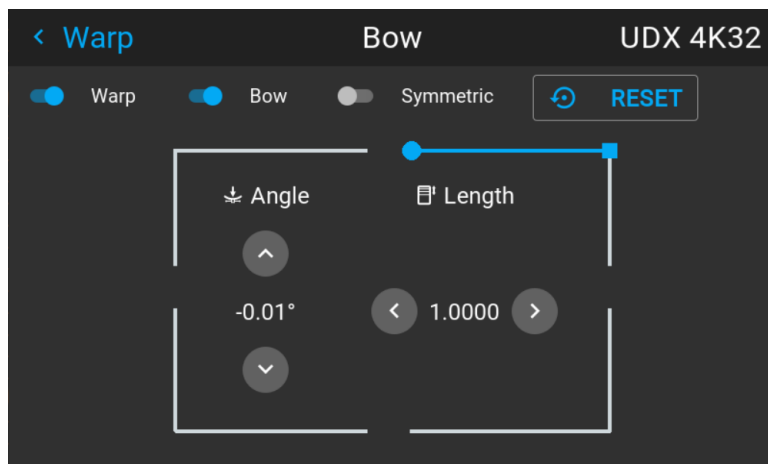 Warp Bow UDX 4K32
Warp Bow Symmetric RESET
Angle Length
-0.01° 1.0000